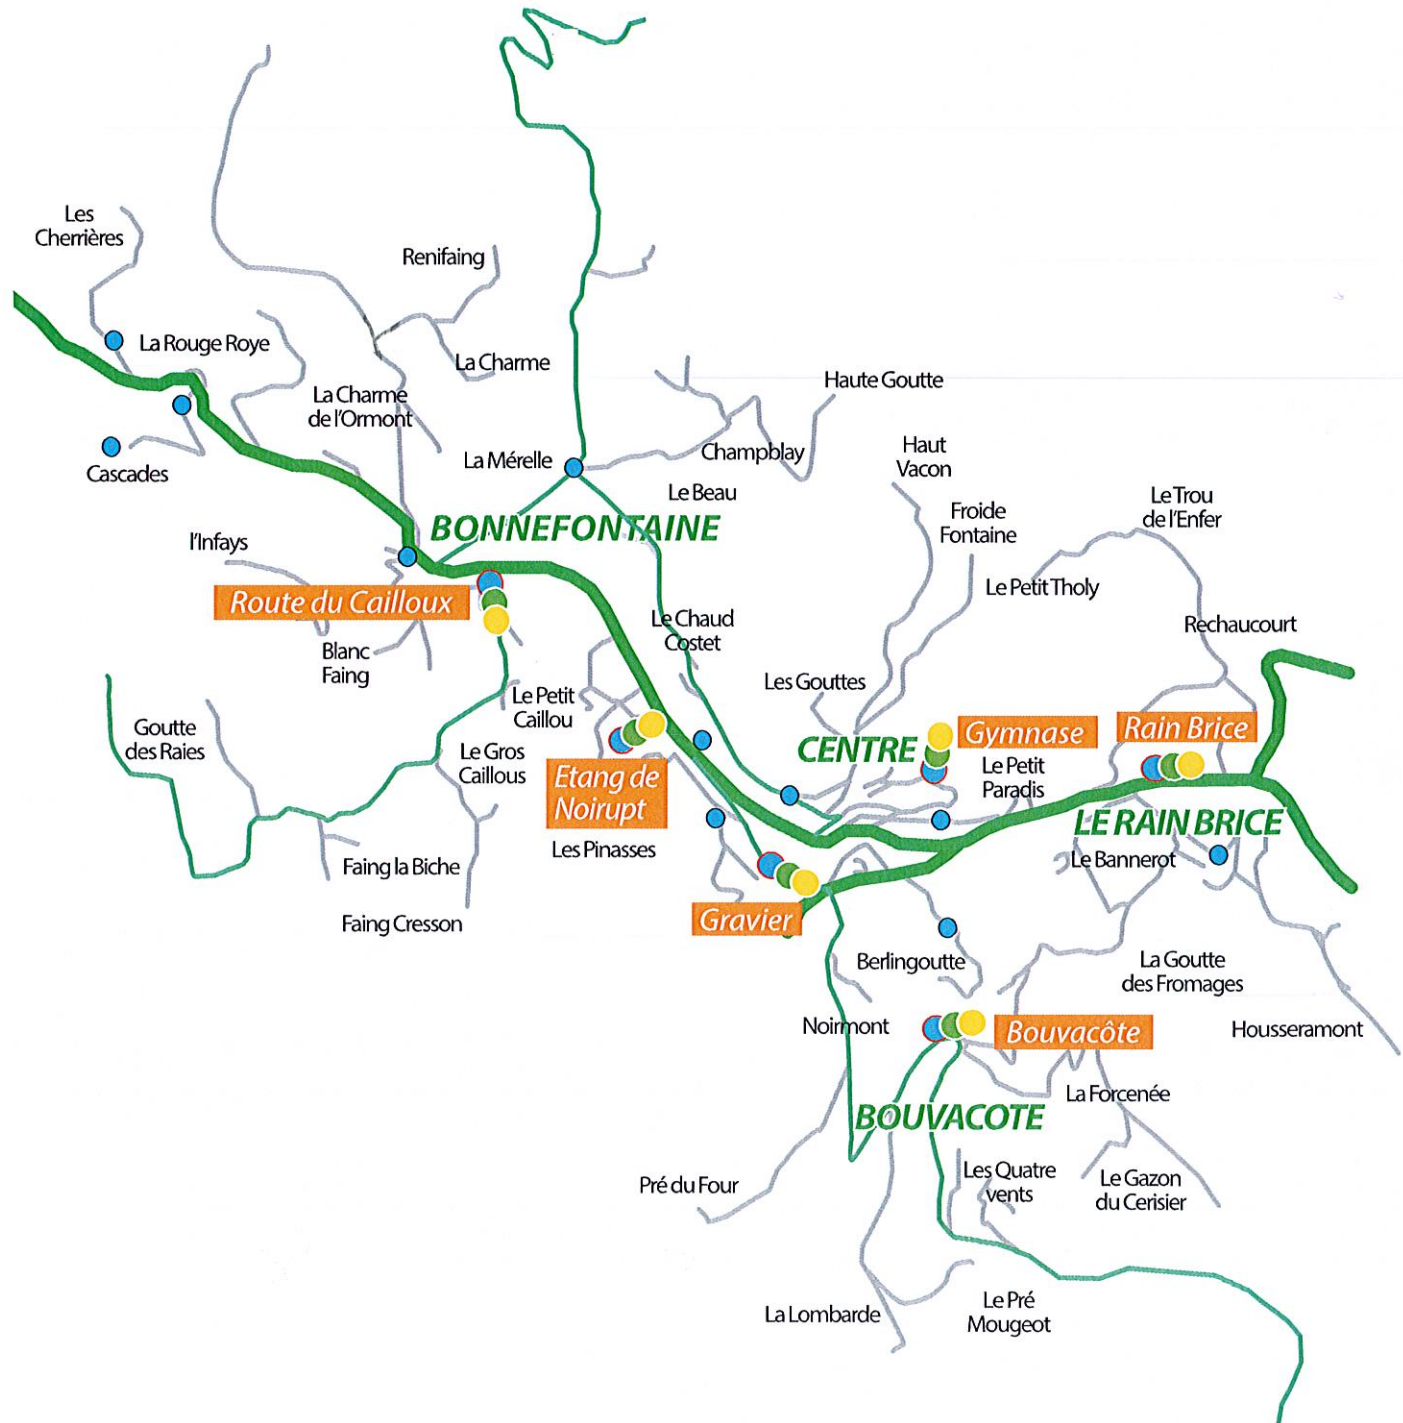 Les
Cherrières
Renifaing
La Rouge Roye
La Charme
La Charme
de l'Ormont
Haute Goutte
Cascades
La Mérelle
Champblay
Haut
Vacon
Le Beau
Le Trou
de l'Enfer
BONNEFONTAINE
Froide
Fontaine
l'Infays
Le Petit Tholy
Route du Cailloux
Le Chaud
Costet
Rechaucourt
Blanc
Faing
Les Gouttes
Le Petit
Caillou
Goutte
des Raies
Le Gros
Caillous
CENTRE
Gymnase
Rain Brice
Etang de
Noirupt
Le Petit
Paradis
LE RAIN BRICE
Les Pinasses
Le Bannerot
Faing la Biche
Faing Cresson
Gravier
Berlingoutte
La Goutte
des Fromages
Noirmont
Bouvacôte
Housseramont
La Forcenée
BOUVACOTE
Pré du Four
Les Quatre
vents
Le Gazon
du Cerisier
La Lombarde
Le Pré
Mougeot